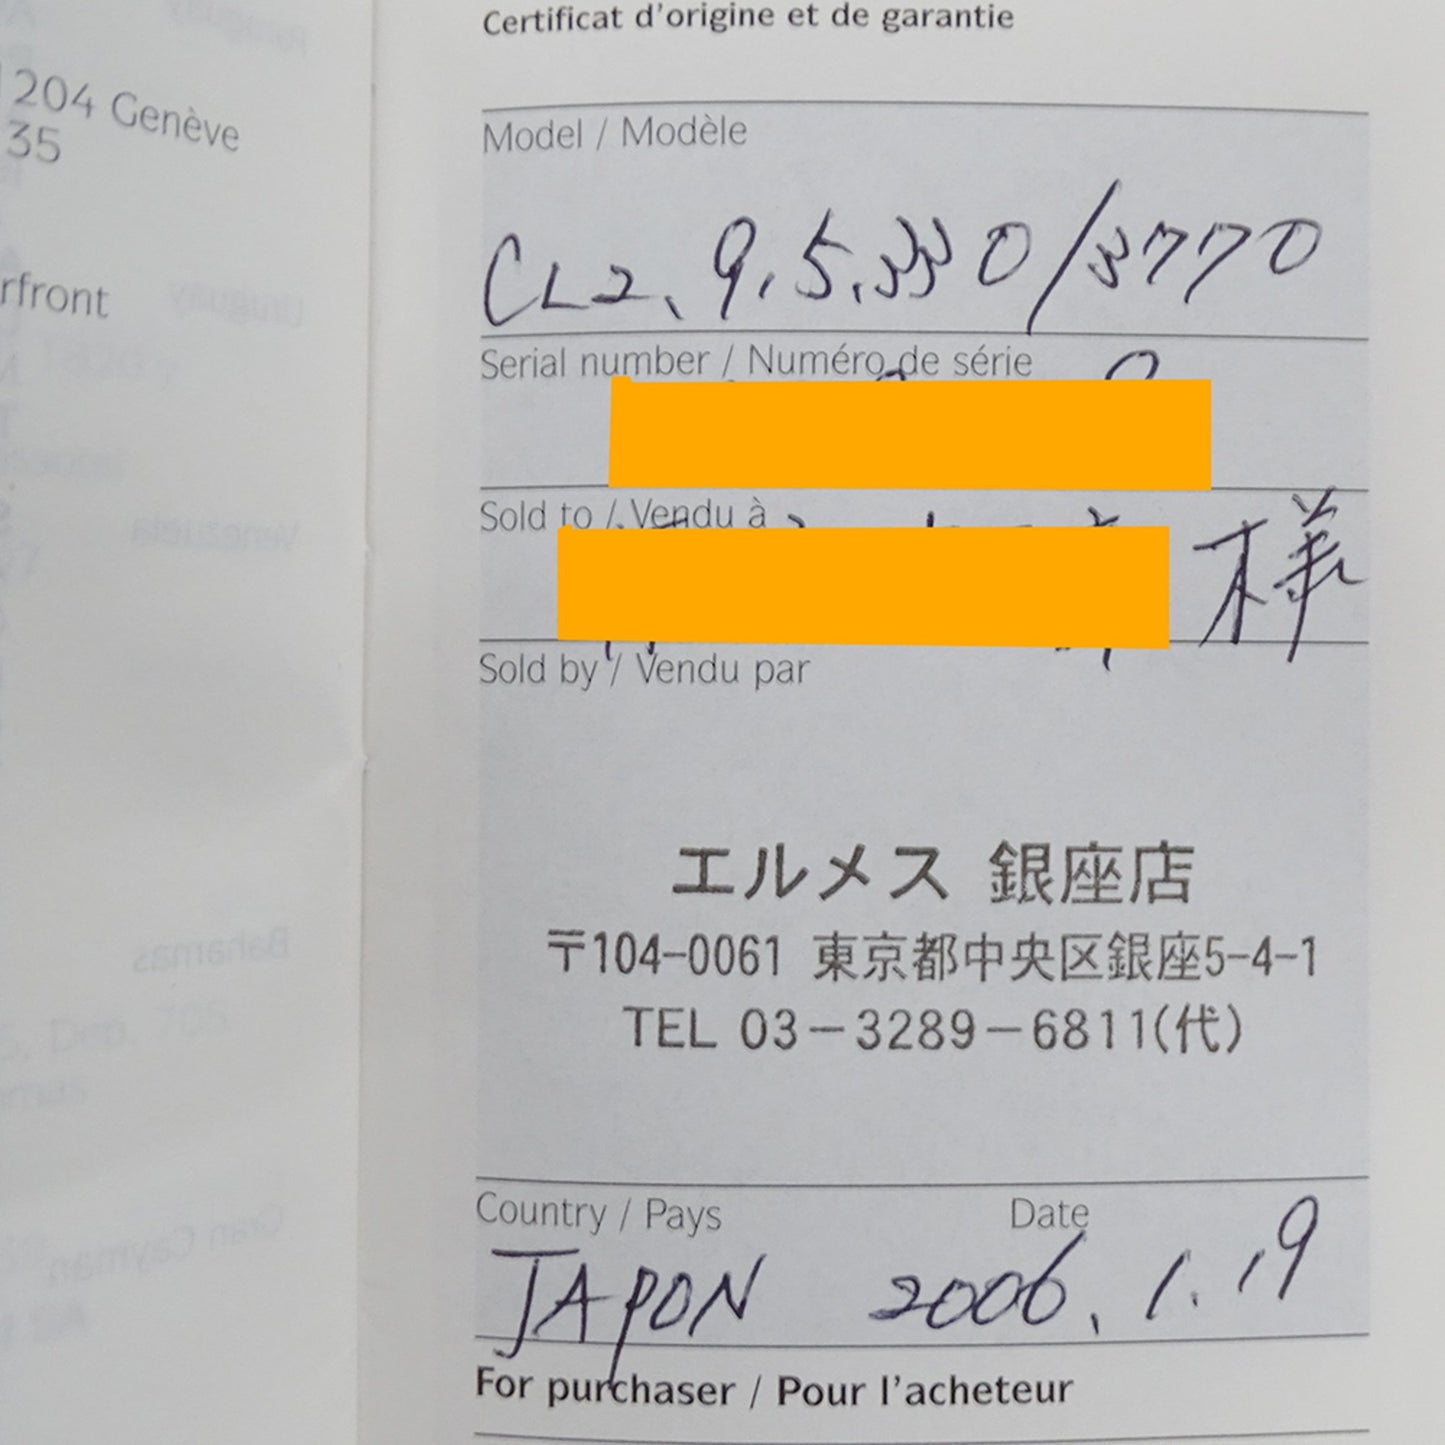 1204 Genève
35
rfront
Certificat d'origine et de garantie
Model / Modèle
CL2. 9.5.330/3770
Serial number / Numéro de série
Sold to / Vendu à
様
Sold by / Vendu par
エルメス 銀座店
〒104-0061 東京都中央区銀座5-4-1
TEL 03-3289-6811(代)
Country / Pays Date
JAPON 2006.1.19
For purchaser / Pour l'acheteur